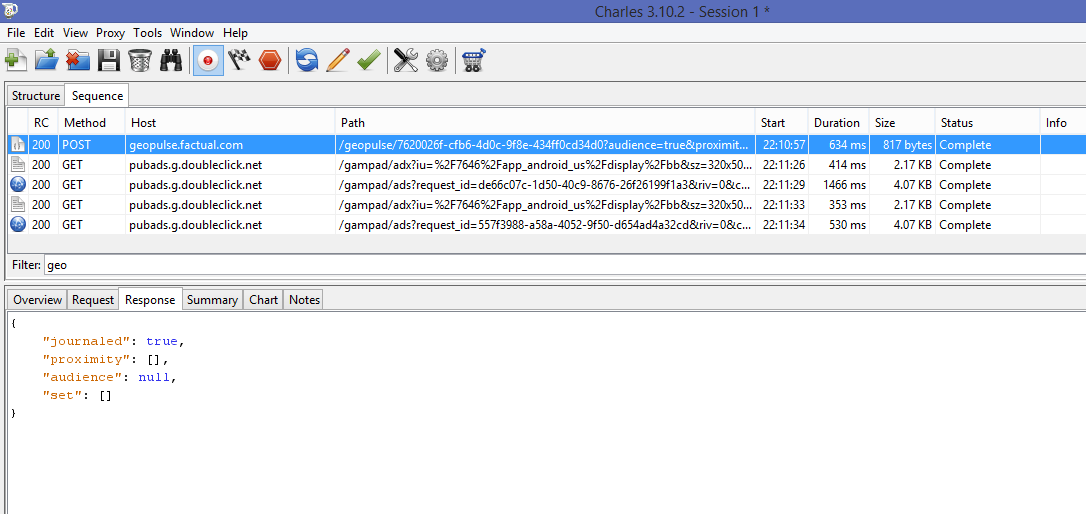 Charles 3.10.2 - Session 1 *
File Edit View Proxy Tools Window Help
Structure Sequence
RC Method Host Path Start Duration Size Status Info
200 POST geopulse.factual.com /geopulse/7620026f-cfb6-4d0c-9f8e-434ff0cd34d0?audience=true&proximit... 22:10:57 634 ms 817 bytes Complete
200 GET pubads.g.doubleclick.net /gampad/adx?iu=%2F7646%2Fapp_android_us%2Fdisplay%2Fbb&sz=320x50... 22:11:26 414 ms 2.17 KB Complete
200 GET pubads.g.doubleclick.net /gampad/ads?request_id=de66c07c-1d50-40c9-8676-26f26199f1a3&riv=0&c... 22:11:29 1466 ms 4.07 KB Complete
200 GET pubads.g.doubleclick.net /gampad/adx?iu=%2F7646%2Fapp_android_us%2Fdisplay%2Fbb&sz=320x50... 22:11:33 353 ms 2.17 KB Complete
200 GET pubads.g.doubleclick.net /gampad/ads?request_id=557f3988-a58a-4052-9f50-d654ad4a32cd&riv=0&c... 22:11:34 530 ms 4.07 KB Complete
Filter: geo
Overview Request Response Summary Chart Notes
{
"journaled": true,
"proximity": [],
"audience": null,
"set": []
}